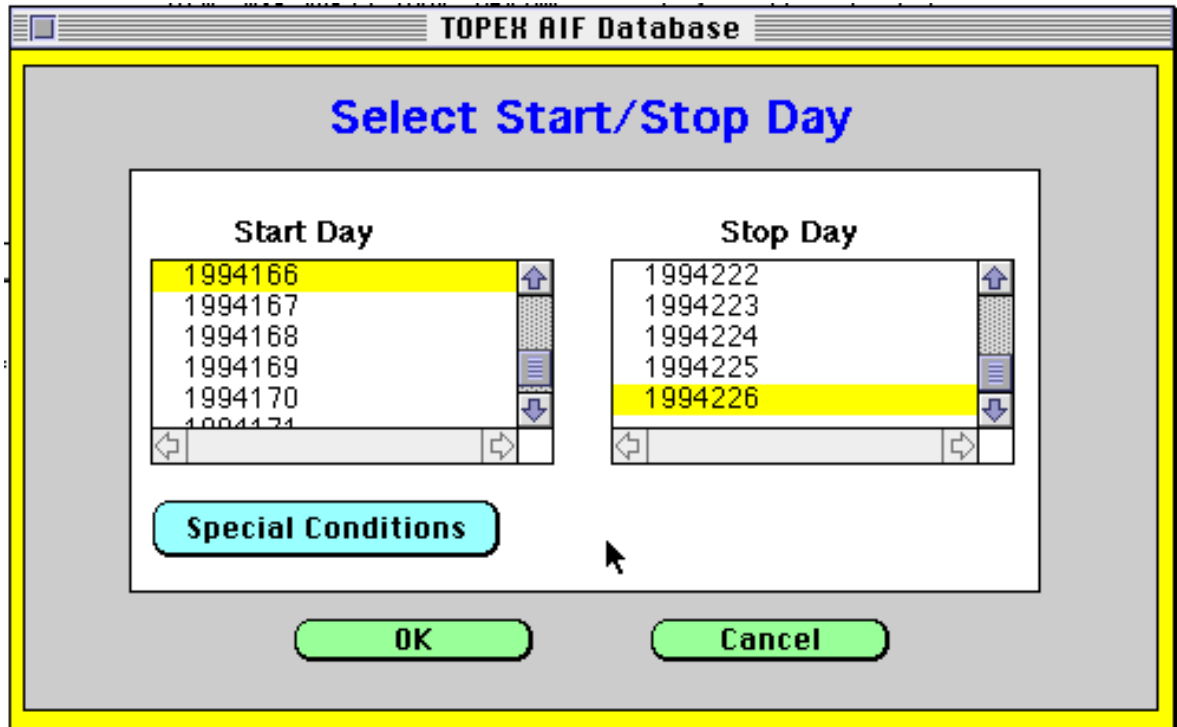 TOPEX AIF Database
Select Start/Stop Day
Start Day
1994166
1994167
1994168
1994169
1994170
1994171
Stop Day
1994222
1994223
1994224
1994225
1994226
Special Conditions
OK
Cancel